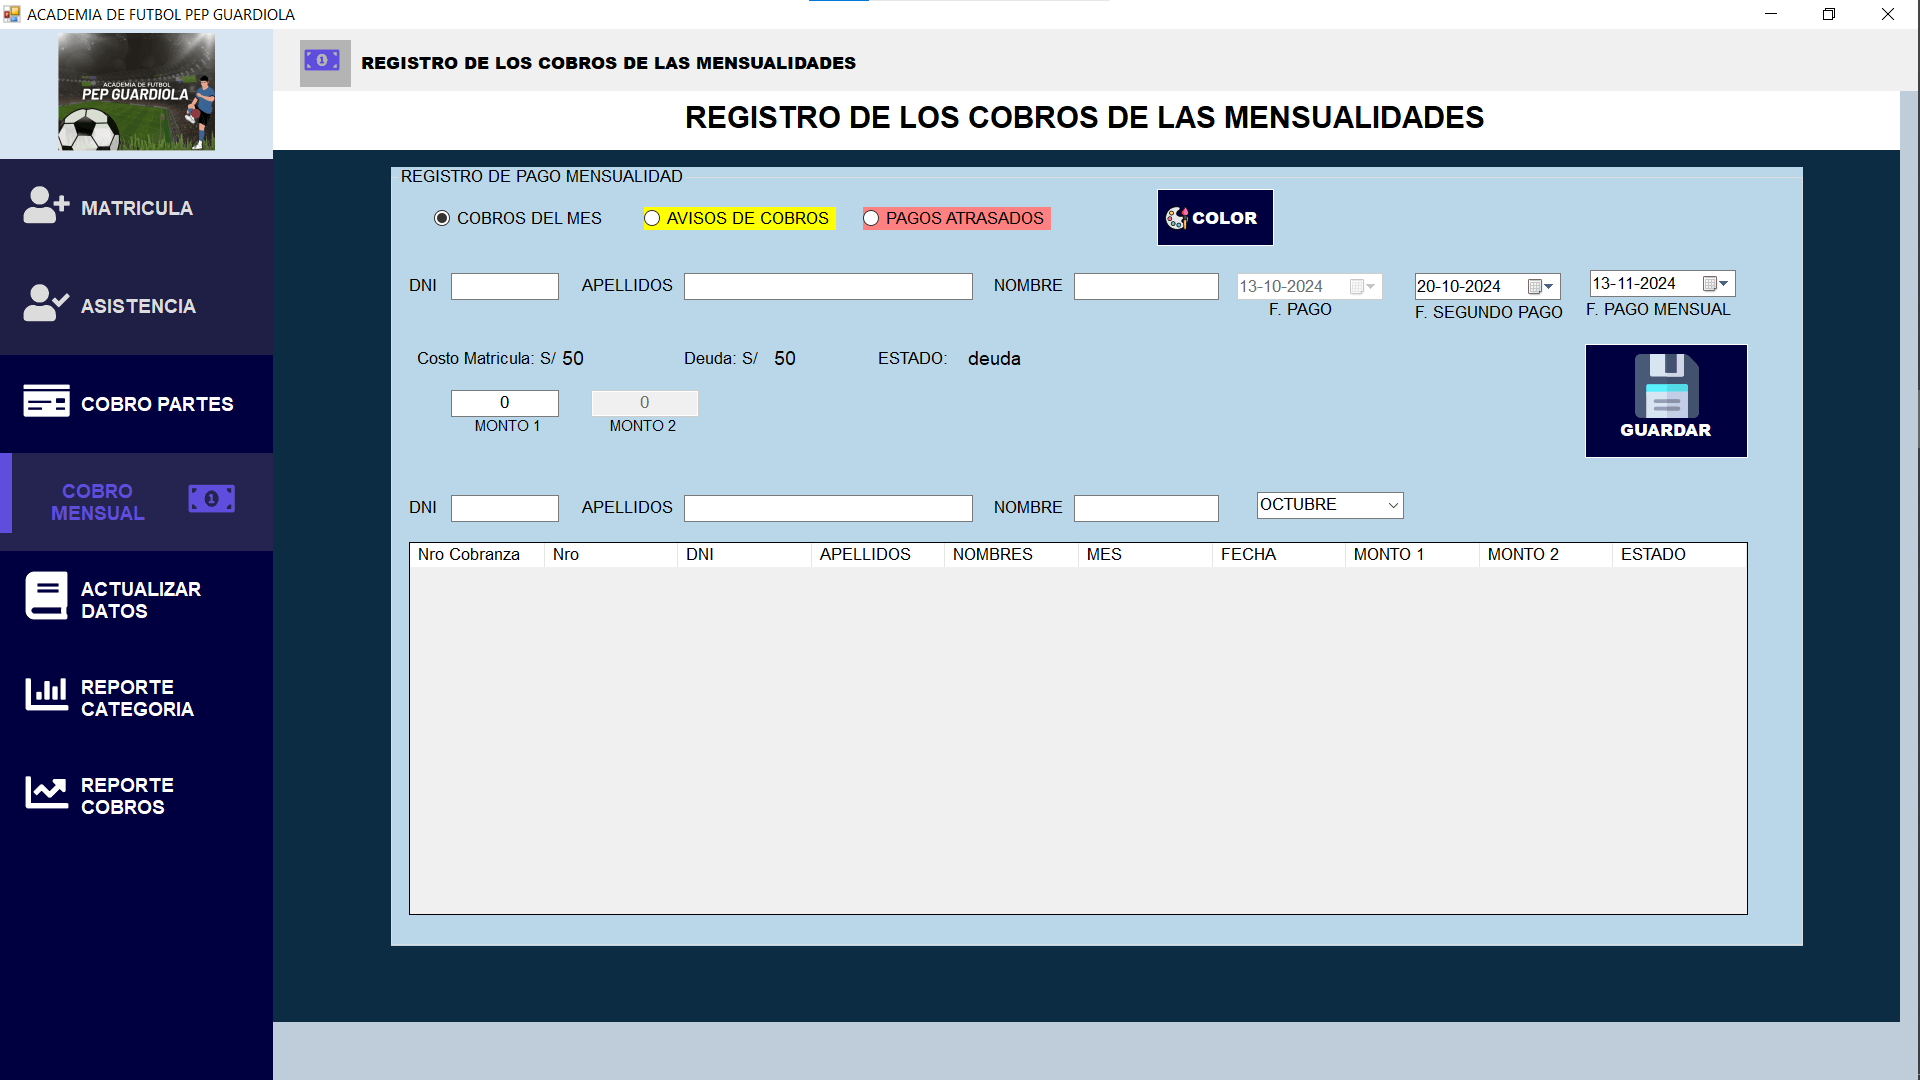 ACADEMIA DE FUTBOL PEP GUARDIOLA
ACADEMIA DE FUTBOL
PEP GUARDIOLA
REGISTRO DE LOS COBROS DE LAS MENSUALIDADES
REGISTRO DE LOS COBROS DE LAS MENSUALIDADES
MATRICULA
ASISTENCIA
COBRO PARTES
COBRO
MENSUAL
ACTUALIZAR
DATOS
REPORTE
CATEGORIA
REPORTE
COBROS
REGISTRO DE PAGO MENSUALIDAD
COBROS DEL MES AVISOS DE COBROS PAGOS ATRASADOS COLOR
DNI APELLIDOS NOMBRE 13-10-2024 20-10-2024 13-11-2024
F. PAGO F. SEGUNDO PAGO F. PAGO MENSUAL
Costo Matricula: S/ 50 Deuda: S/ 50 ESTADO: deuda
0 0
MONTO 1 MONTO 2
GUARDAR
DNI APELLIDOS NOMBRE OCTUBRE
Nro Cobranza Nro DNI APELLIDOS NOMBRES MES FECHA MONTO 1 MONTO 2 ESTADO